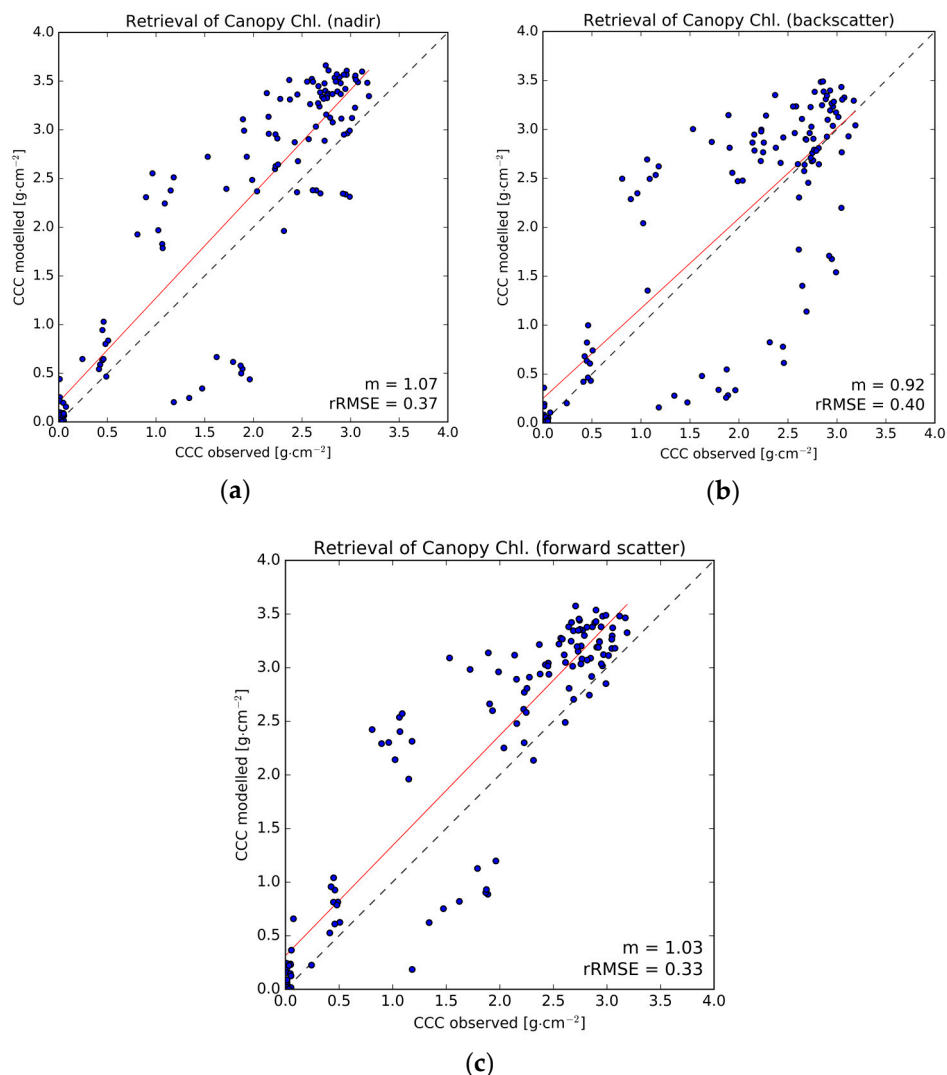 Retrieval of Canopy Chl. (nadir)
4.0
3.5
3.0
2.5
2.0
1.5
1.0
0.5
0.0
CCC modelled [g·cm⁻²]
m = 1.07
rRMSE = 0.37
0.0 0.5 1.0 1.5 2.0 2.5 3.0 3.5 4.0
CCC observed [g·cm⁻²]
(a)
Retrieval of Canopy Chl. (backscatter)
4.0
3.5
3.0
2.5
2.0
1.5
1.0
0.5
0.0
CCC modelled [g·cm⁻²]
m = 0.92
rRMSE = 0.40
0.0 0.5 1.0 1.5 2.0 2.5 3.0 3.5 4.0
CCC observed [g·cm⁻²]
(b)
Retrieval of Canopy Chl. (forward scatter)
4.0
3.5
3.0
2.5
2.0
1.5
1.0
0.5
0.0
CCC modelled [g·cm⁻²]
m = 1.03
rRMSE = 0.33
0.0 0.5 1.0 1.5 2.0 2.5 3.0 3.5 4.0
CCC observed [g·cm⁻²]
(c)